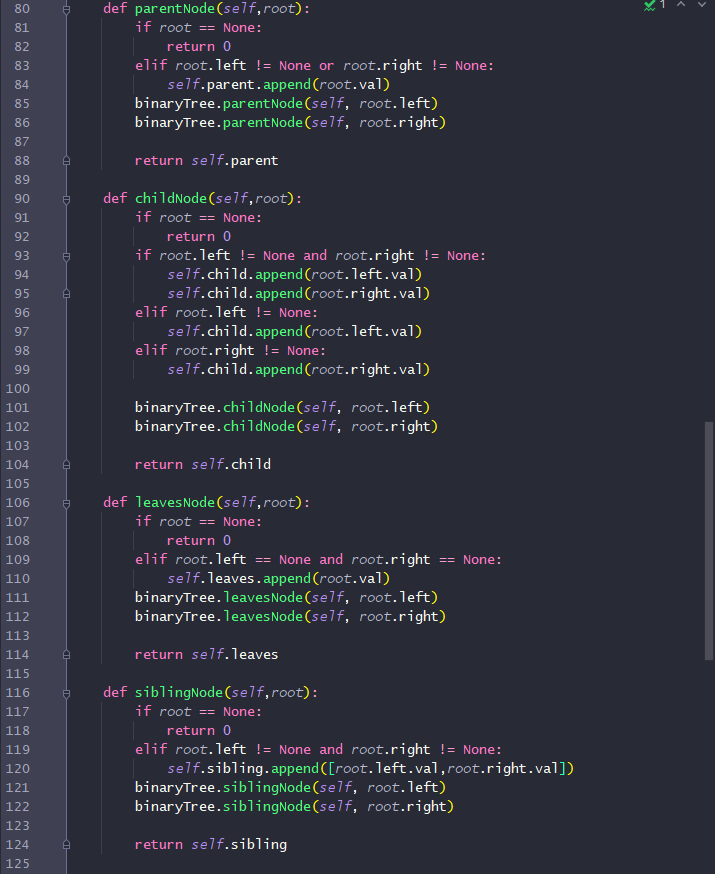 1
80 def parentNode(self,root):
81 if root == None:
82 return 0
83 elif root.left != None or root.right != None:
84 self.parent.append(root.val)
85 binaryTree.parentNode(self, root.left)
86 binaryTree.parentNode(self, root.right)
87
88 return self.parent
89
90 def childNode(self,root):
91 if root == None:
92 return 0
93 if root.left != None and root.right != None:
94 self.child.append(root.left.val)
95 self.child.append(root.right.val)
96 elif root.left != None:
97 self.child.append(root.left.val)
98 elif root.right != None:
99 self.child.append(root.right.val)
100
101 binaryTree.childNode(self, root.left)
102 binaryTree.childNode(self, root.right)
103
104 return self.child
105
106 def leavesNode(self,root):
107 if root == None:
108 return 0
109 elif root.left == None and root.right == None:
110 self.leaves.append(root.val)
111 binaryTree.leavesNode(self, root.left)
112 binaryTree.leavesNode(self, root.right)
113
114 return self.leaves
115
116 def siblingNode(self,root):
117 if root == None:
118 return 0
119 elif root.left != None and root.right != None:
120 self.sibling.append([root.left.val,root.right.val])
121 binaryTree.siblingNode(self, root.left)
122 binaryTree.siblingNode(self, root.right)
123
124 return self.sibling
125